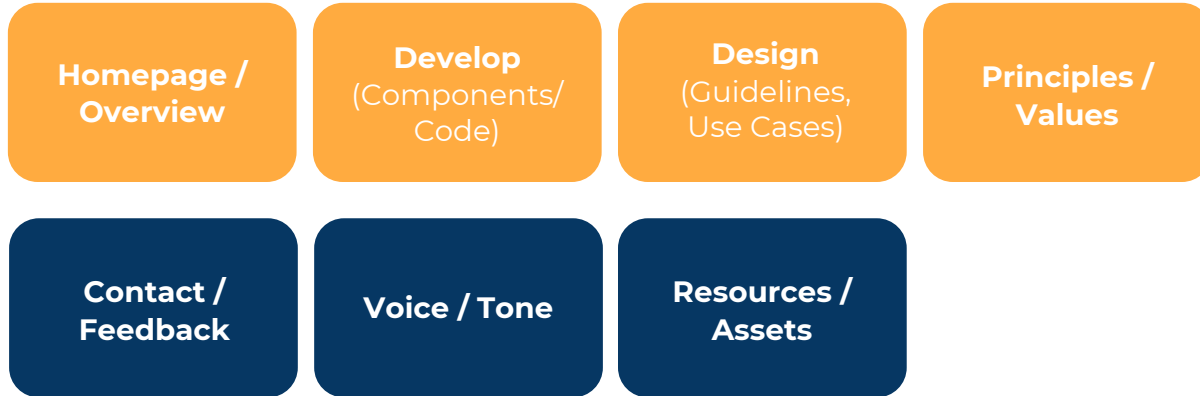 Homepage /
Overview
Develop
(Components/
Code)
Design
(Guidelines,
Use Cases)
Principles /
Values
Contact /
Feedback
Voice / Tone
Resources /
Assets